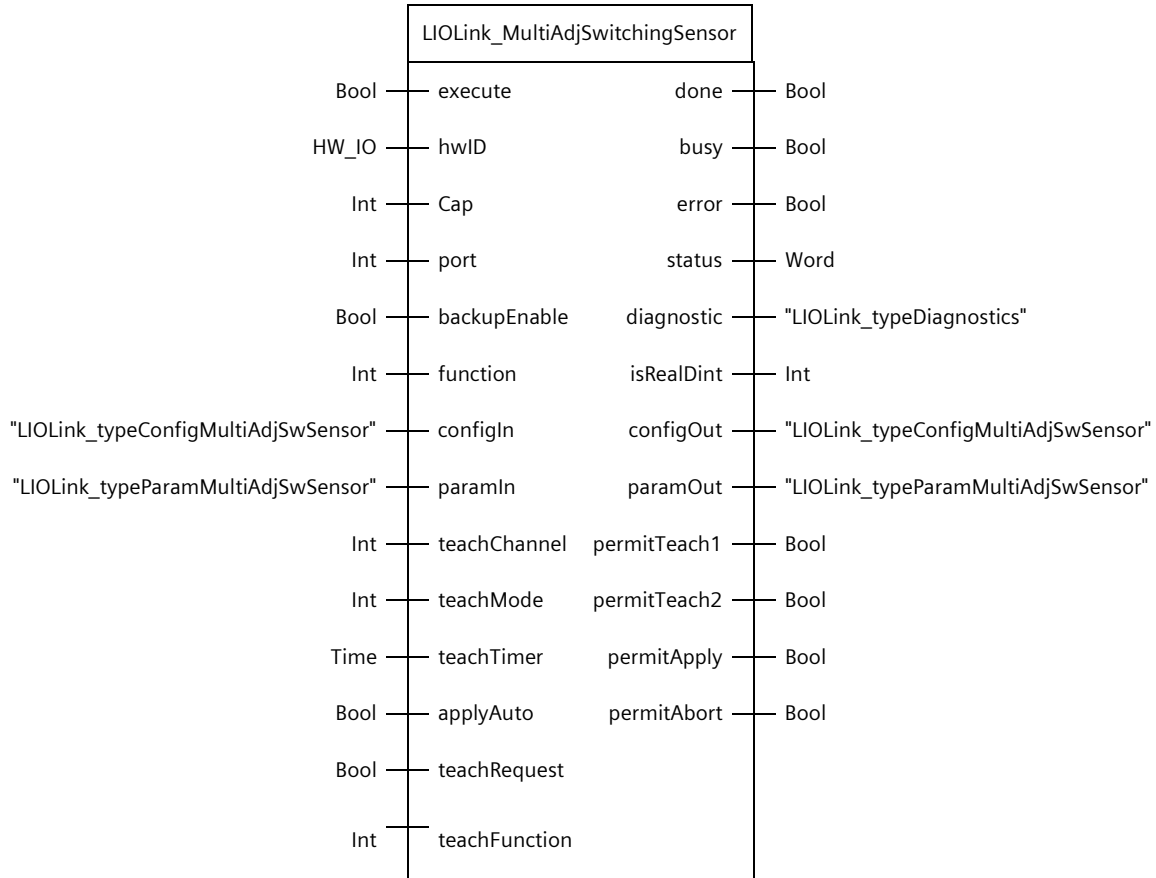 LIOLink_MultiAdjSwitchingSensor
Bool execute done Bool
HW_IO hwID busy Bool
Int Cap error Bool
Int port status Word
Bool backupEnable diagnostic "LIOLink_typeDiagnostics"
Int function isRealDint Int
"LIOLink_typeConfigMultiAdjSwSensor" configIn configOut "LIOLink_typeConfigMultiAdjSwSensor"
"LIOLink_typeParamMultiAdjSwSensor" paramIn paramOut "LIOLink_typeParamMultiAdjSwSensor"
Int teachChannel permitTeach1 Bool
Int teachMode permitTeach2 Bool
Time teachTimer permitApply Bool
Bool applyAuto permitAbort Bool
Bool teachRequest
Int teachFunction